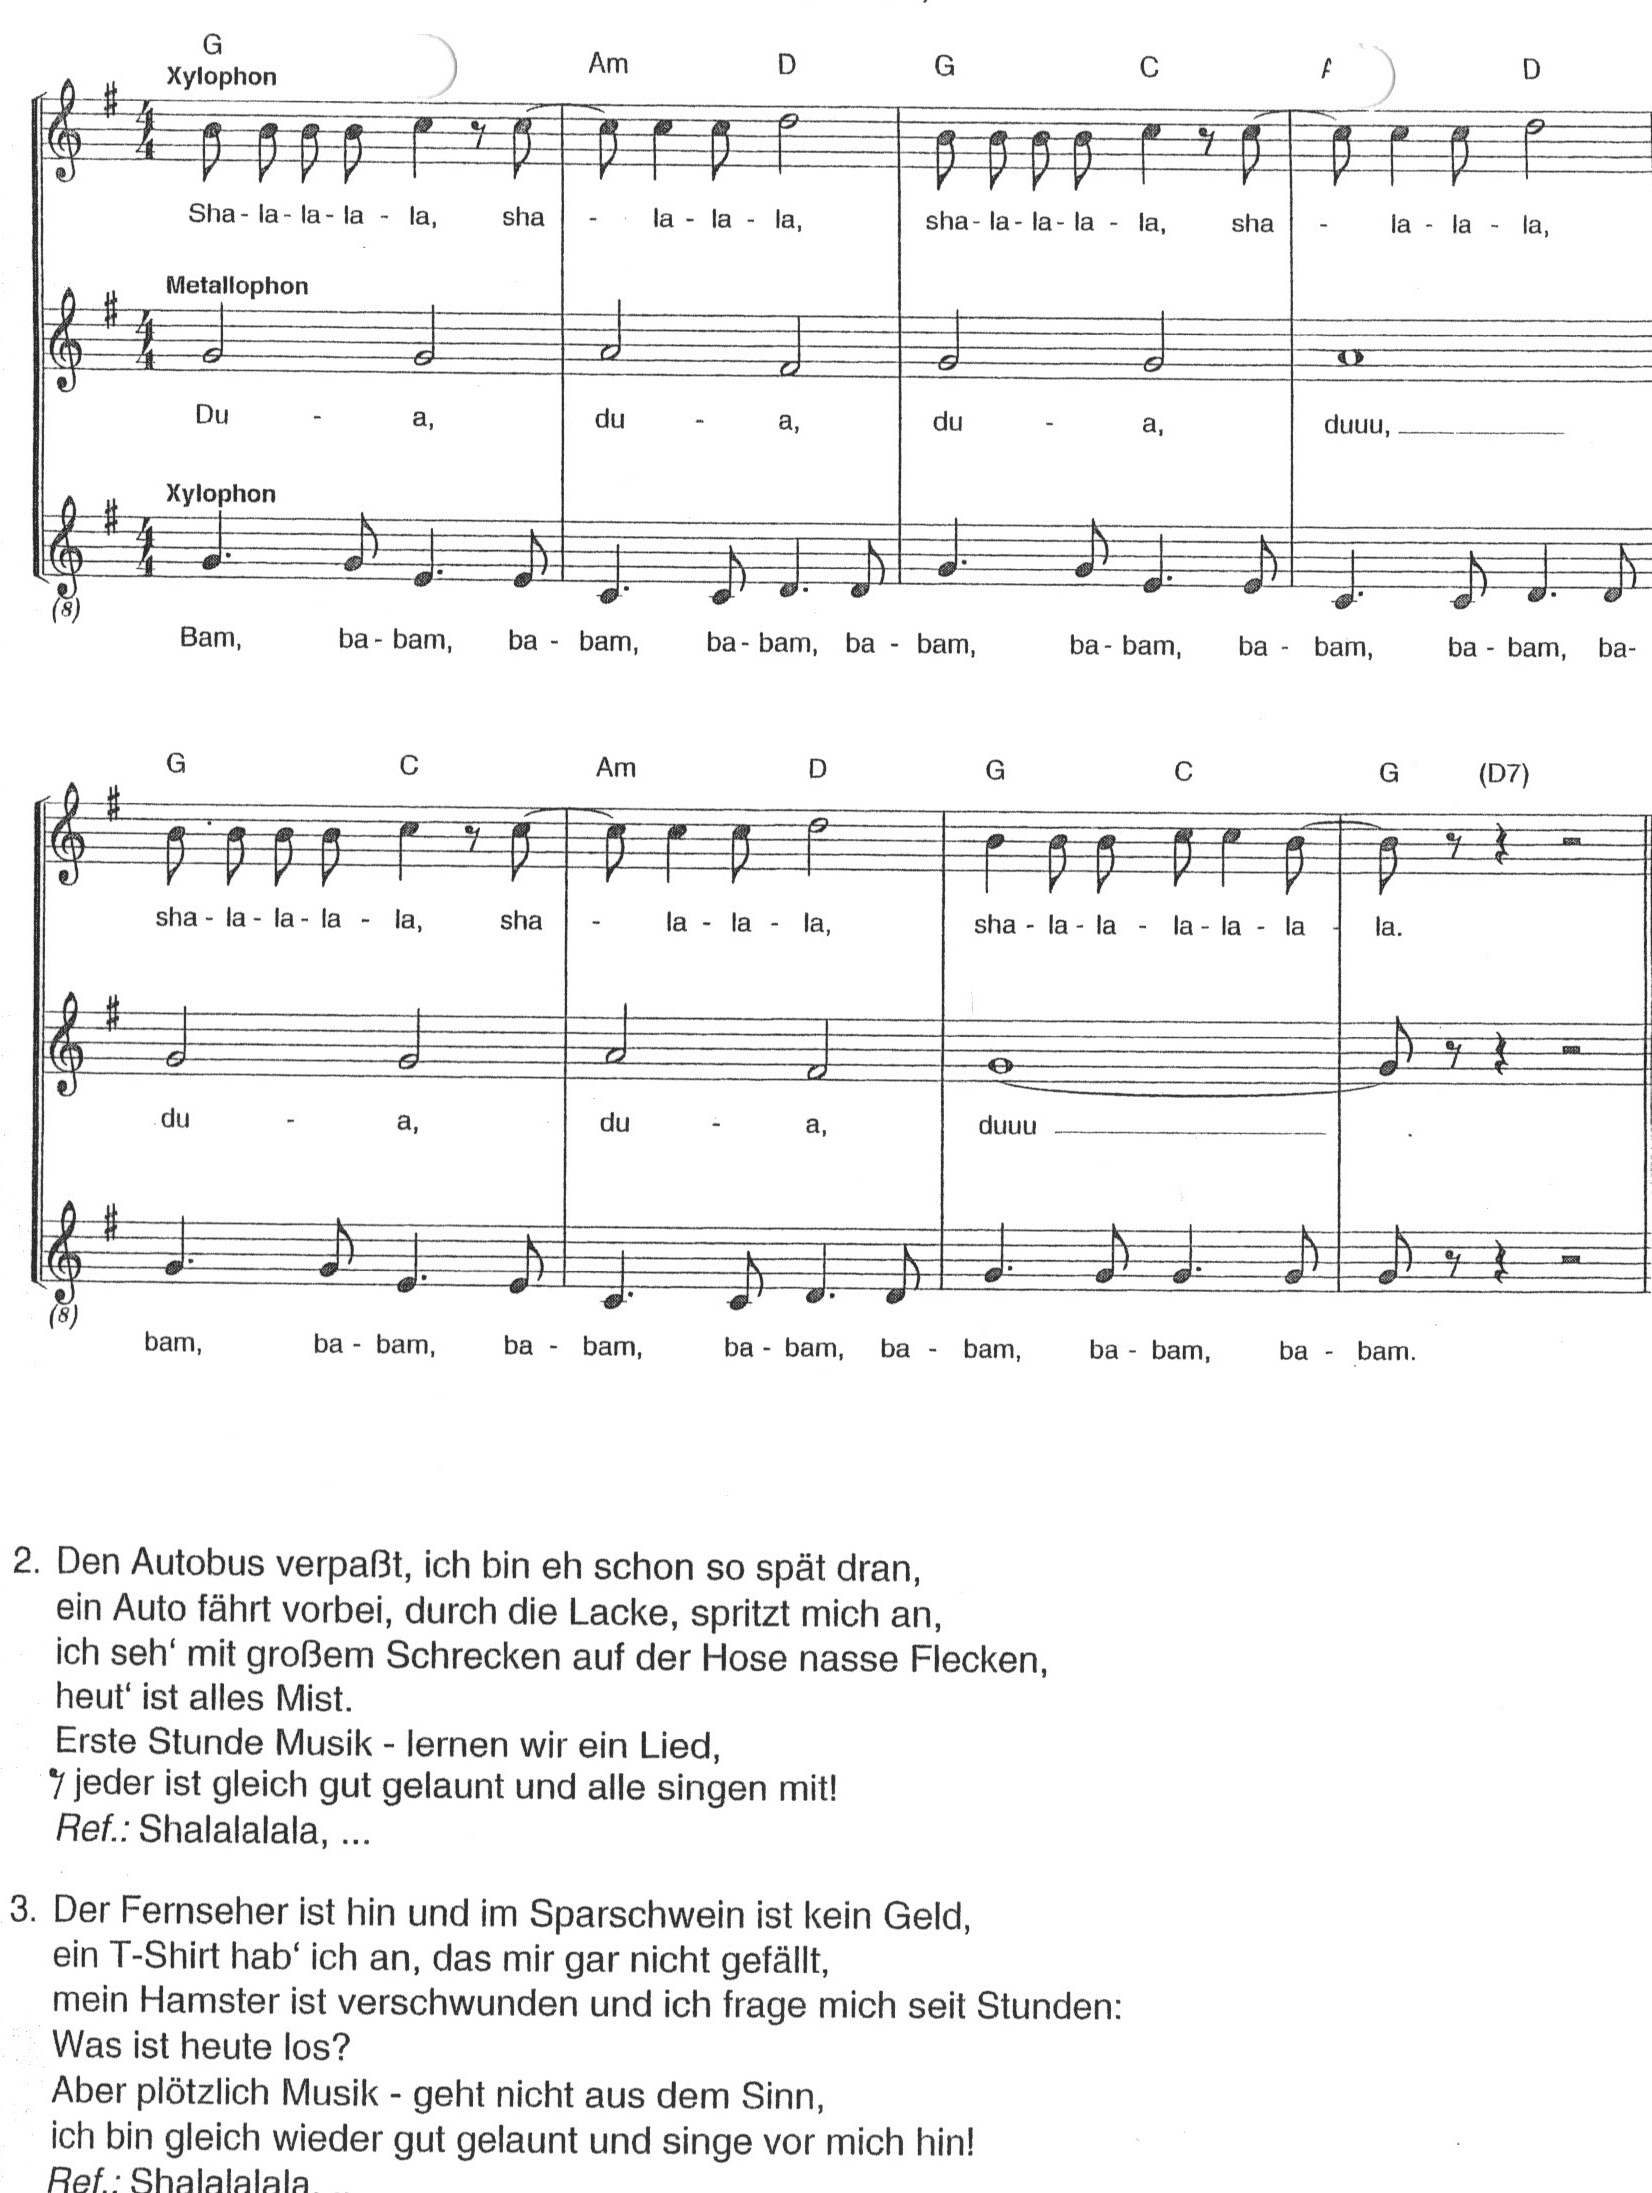 G Am D G C D
Xylophon
Sha - la - la - la - la, sha - la - la - la, sha - la - la - la - la, sha - la - la - la,
Metallophon
Du - a, du - a, du - a, duuu,
Xylophon
(8)
Bam, ba - bam, ba - bam, ba - bam, ba - bam, ba - bam, ba - bam, ba - bam, ba-
G C Am D G C G (D7)
sha - la - la - la - la, sha - la - la - la, sha - la - la - la - la - la - la.
du - a, du - a, duuu
(8)
bam, ba - bam, ba - bam, ba - bam, ba - bam, ba - bam, ba - bam.
2. Den Autobus verpaßt, ich bin eh schon so spät dran,
ein Auto fährt vorbei, durch die Lacke, spritzt mich an,
ich seh‘ mit großem Schrecken auf der Hose nasse Flecken,
heut‘ ist alles Mist.
Erste Stunde Musik - lernen wir ein Lied,
jeder ist gleich gut gelaunt und alle singen mit!
Ref.: Shalalalala, ...
3. Der Fernseher ist hin und im Sparschwein ist kein Geld,
ein T-Shirt hab‘ ich an, das mir gar nicht gefällt,
mein Hamster ist verschwunden und ich frage mich seit Stunden:
Was ist heute los?
Aber plötzlich Musik - geht nicht aus dem Sinn,
ich bin gleich wieder gut gelaunt und singe vor mich hin!
Ref.: Shalalalala,